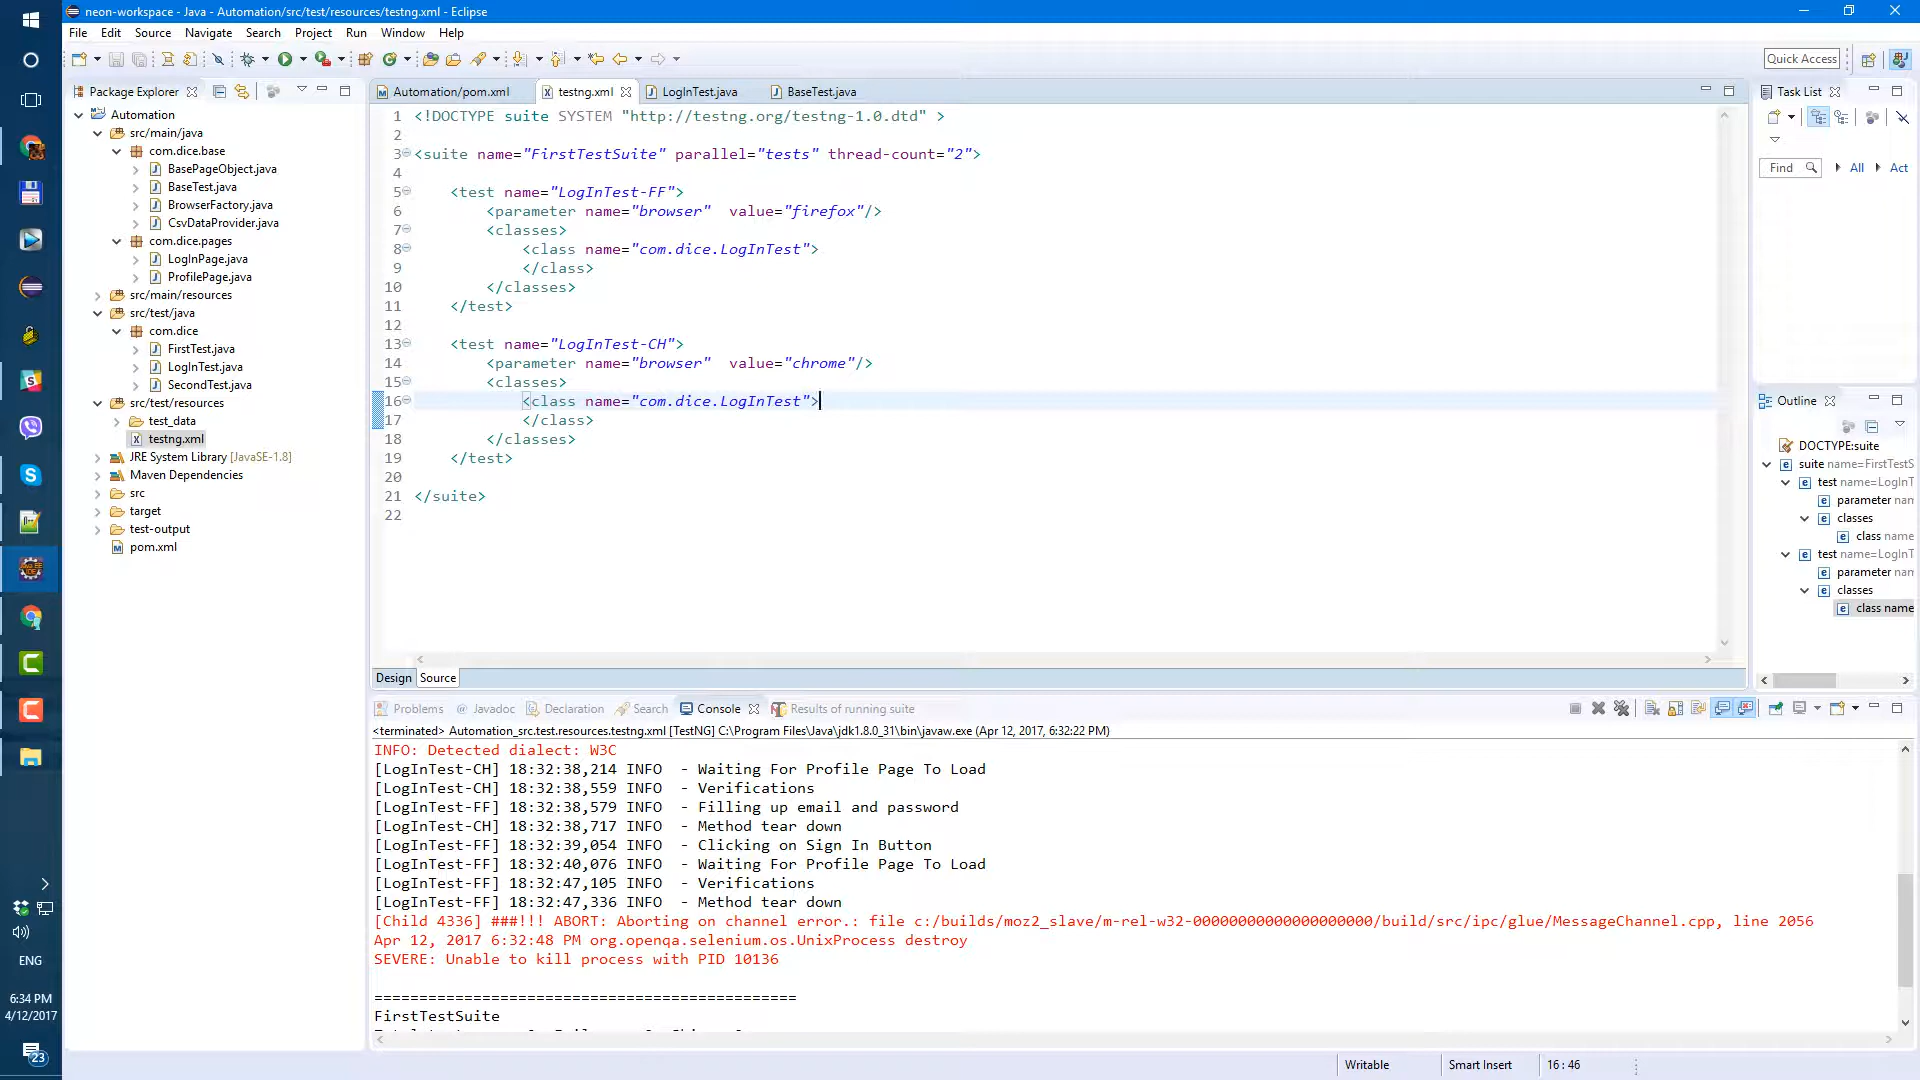 neon-workspace - Java - Automation/src/test/resources/testng.xml - Eclipse
File Edit Source Navigate Search Project Run Window Help
Quick Access
Package Explorer
Automation
src/main/java
com.dice.base
BasePageObject.java
BaseTest.java
BrowserFactory.java
CsvDataProvider.java
com.dice.pages
LogInPage.java
ProfilePage.java
src/main/resources
src/test/java
com.dice
FirstTest.java
LogInTest.java
SecondTest.java
src/test/resources
test_data
testng.xml
JRE System Library [JavaSE-1.8]
Maven Dependencies
src
target
test-output
pom.xml
Automation/pom.xml testng.xml LogInTest.java BaseTest.java
1 <!DOCTYPE suite SYSTEM "http://testng.org/testng-1.0.dtd" >
2
3 <suite name="FirstTestSuite" parallel="tests" thread-count="2">
4
5 <test name="LogInTest-FF">
6 <parameter name="browser" value="firefox"/>
7 <classes>
8 <class name="com.dice.LogInTest">
9 </class>
10 </classes>
11 </test>
12
13 <test name="LogInTest-CH">
14 <parameter name="browser" value="chrome"/>
15 <classes>
16 <class name="com.dice.LogInTest">
17 </class>
18 </classes>
19 </test>
20
21 </suite>
22
Design Source
Task List
Find All Act
Outline
DOCTYPE:suite
suite name=FirstTestS
test name=LogInT
parameter nam
classes
class name
test name=LogInT
parameter nam
classes
class name
Problems @ Javadoc Declaration Search Console Results of running suite
<terminated> Automation_src.test.resources.testng.xml [TestNG] C:\Program Files\Java\jdk1.8.0_31\bin\javaw.exe (Apr 12, 2017, 6:32:22 PM)
INFO: Detected dialect: W3C
[LogInTest-CH] 18:32:38,214 INFO - Waiting For Profile Page To Load
[LogInTest-CH] 18:32:38,559 INFO - Verifications
[LogInTest-FF] 18:32:38,579 INFO - Filling up email and password
[LogInTest-CH] 18:32:38,717 INFO - Method tear down
[LogInTest-FF] 18:32:39,054 INFO - Clicking on Sign In Button
[LogInTest-FF] 18:32:40,076 INFO - Waiting For Profile Page To Load
[LogInTest-FF] 18:32:47,105 INFO - Verifications
[LogInTest-FF] 18:32:47,336 INFO - Method tear down
[Child 4336] ###!!! ABORT: Aborting on channel error.: file c:/builds/moz2_slave/m-rel-w32-00000000000000000000/build/src/ipc/glue/MessageChannel.cpp, line 2056
Apr 12, 2017 6:32:48 PM org.openqa.selenium.os.UnixProcess destroy
SEVERE: Unable to kill process with PID 10136
===============================================
FirstTestSuite
Writable Smart Insert 16 : 46
ENG
6:34 PM
4/12/2017
23